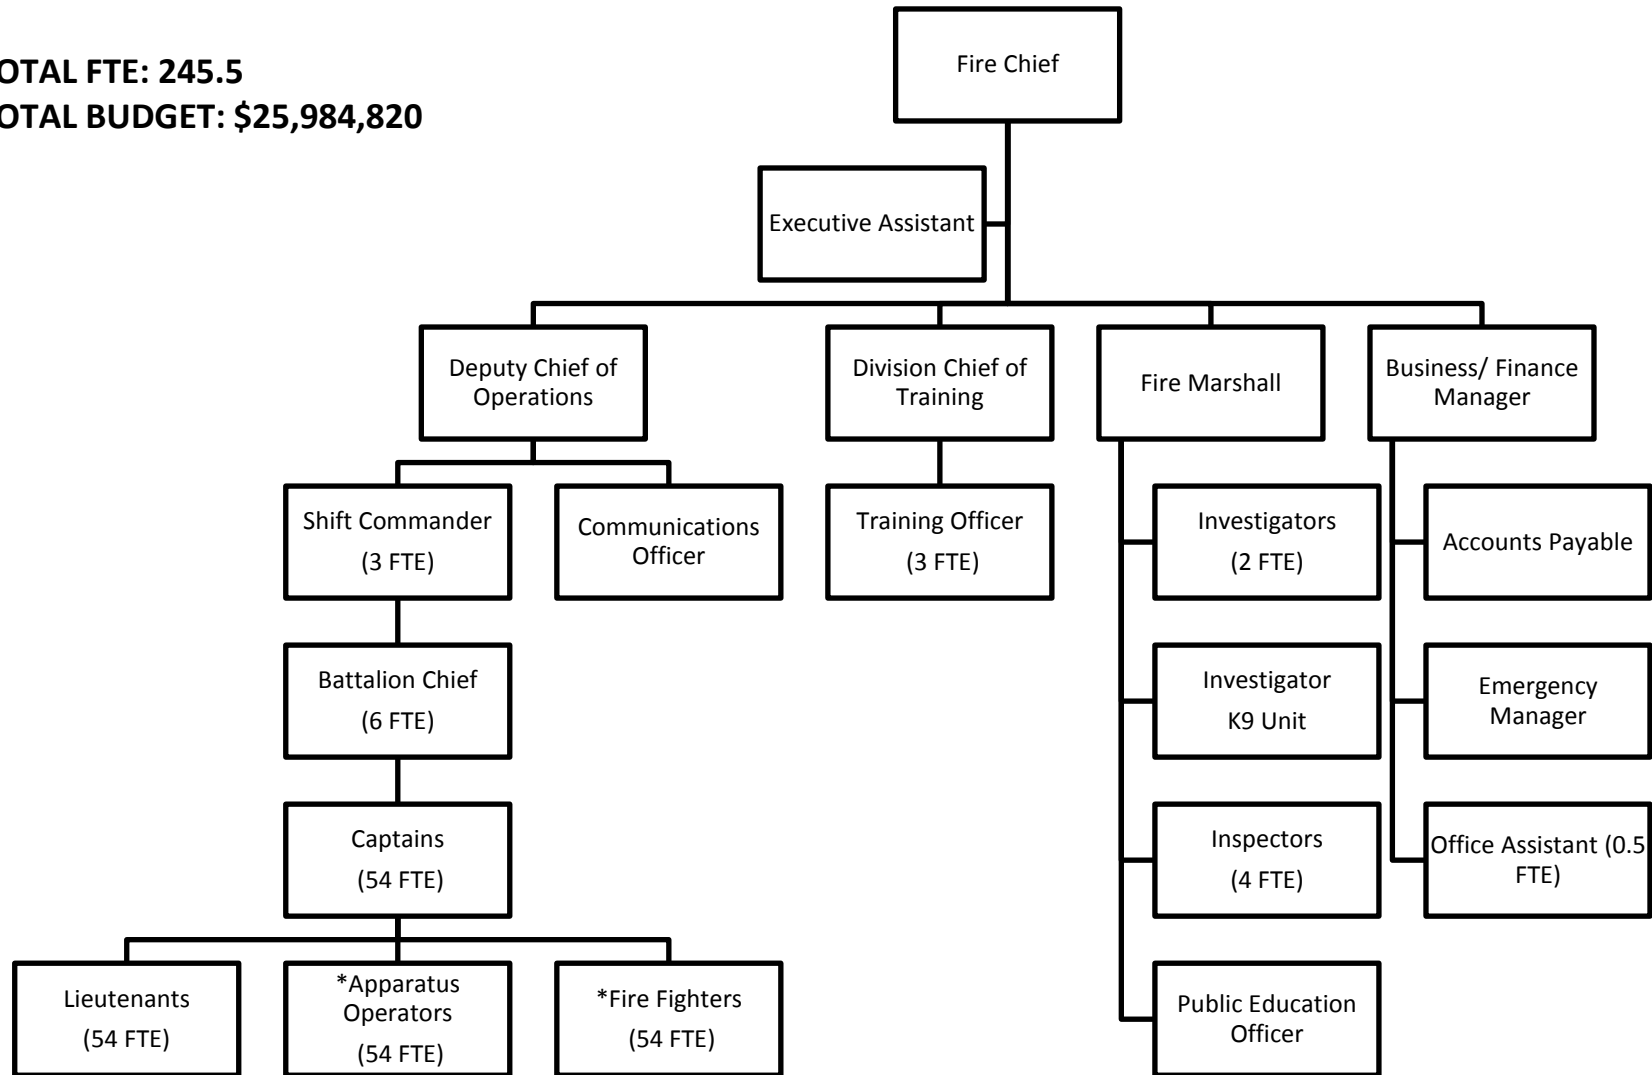 OTAL FTE: 245.5
OTAL BUDGET: $25,984,820
Fire Chief
Executive Assistant
Deputy Chief of
Operations
Division Chief of
Training
Fire Marshall
Business/ Finance
Manager
Shift Commander
(3 FTE)
Communications
Officer
Training Officer
(3 FTE)
Investigators
(2 FTE)
Accounts Payable
Battalion Chief
(6 FTE)
Investigator
K9 Unit
Emergency
Manager
Captains
(54 FTE)
Inspectors
(4 FTE)
Office Assistant (0.5
FTE)
Lieutenants
(54 FTE)
*Apparatus
Operators
(54 FTE)
*Fire Fighters
(54 FTE)
Public Education
Officer